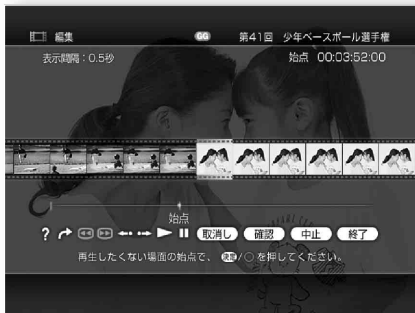 編集 GG 第41回 少年ベースボール選手権
表示間隔：0.5秒 始点 00:03:52:00
始点
? 取消し 確認 中止 終了
再生したくない場面の始点で、決定/○を押してください。